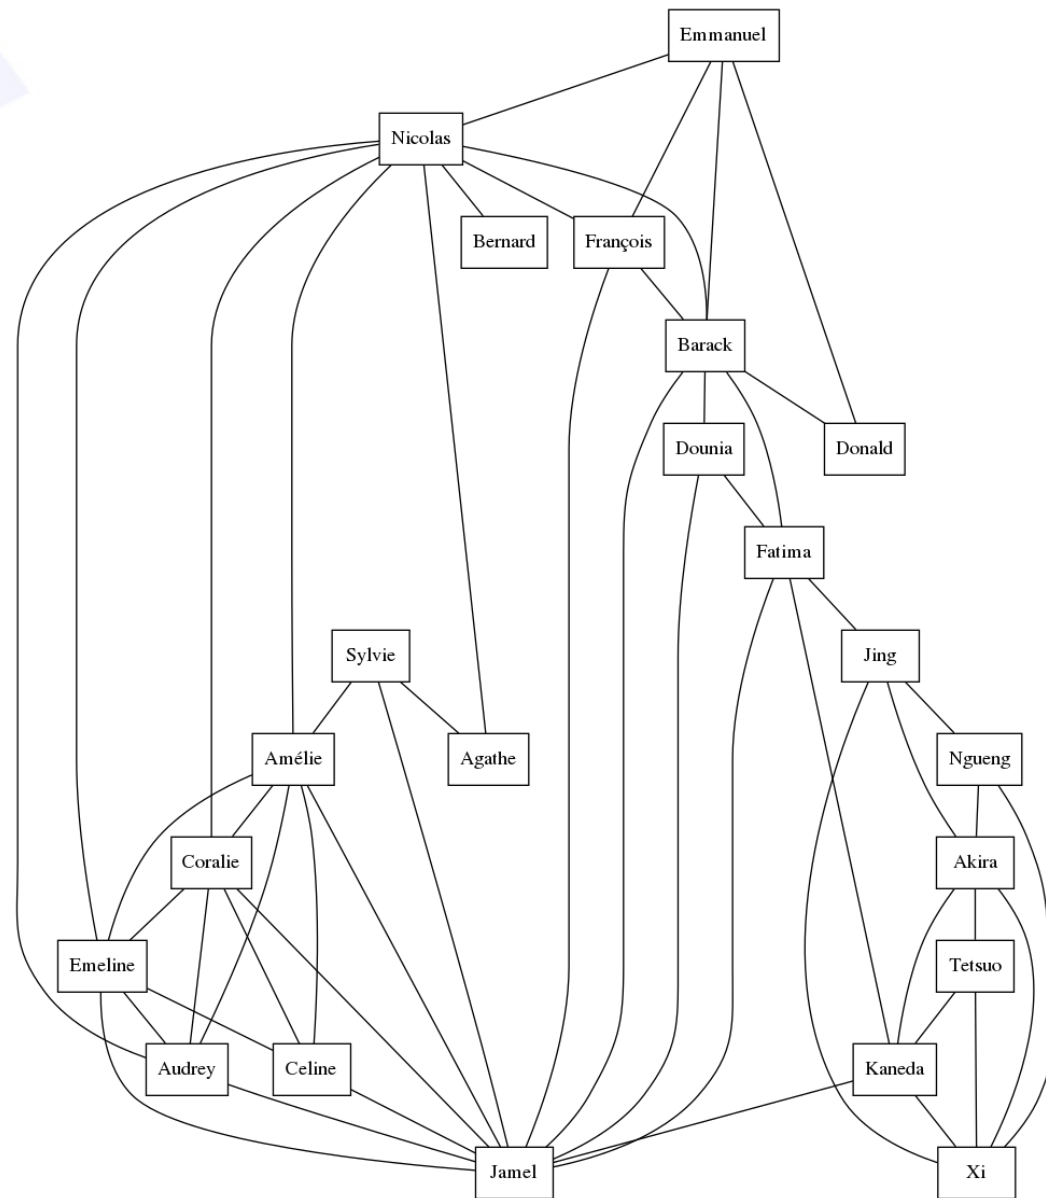 Emmanuel
Nicolas
Bernard
François
Barack
Dounia
Donald
Fatima
Sylvie
Jing
Amélie
Agathe
Ngueng
Coralie
Akira
Emeline
Tetsuo
Audrey
Celine
Kaneda
Jamel
Xi